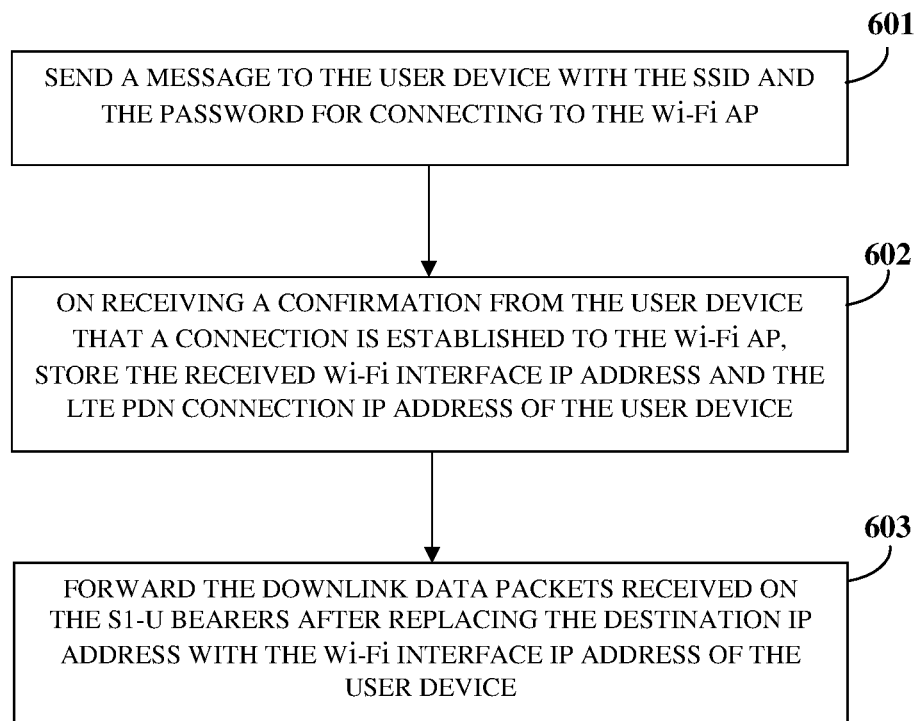 601
SEND A MESSAGE TO THE USER DEVICE WITH THE SSID AND
THE PASSWORD FOR CONNECTING TO THE Wi-Fi AP
602
ON RECEIVING A CONFIRMATION FROM THE USER DEVICE
THAT A CONNECTION IS ESTABLISHED TO THE Wi-Fi AP,
STORE THE RECEIVED Wi-Fi INTERFACE IP ADDRESS AND THE
LTE PDN CONNECTION IP ADDRESS OF THE USER DEVICE
603
FORWARD THE DOWNLINK DATA PACKETS RECEIVED ON
THE S1-U BEARERS AFTER REPLACING THE DESTINATION IP
ADDRESS WITH THE Wi-Fi INTERFACE IP ADDRESS OF THE
USER DEVICE